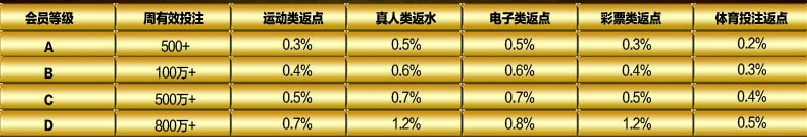 会员等级 周有效投注 运动类返点 真人类返水 电子类返点 彩票类返点 体育投注返点
A 500+ 0.3% 0.5% 0.5% 0.3% 0.2%
B 100万+ 0.4% 0.6% 0.6% 0.4% 0.3%
C 500万+ 0.5% 0.7% 0.7% 0.5% 0.4%
D 800万+ 0.7% 1.2% 0.8% 1.2% 0.5%